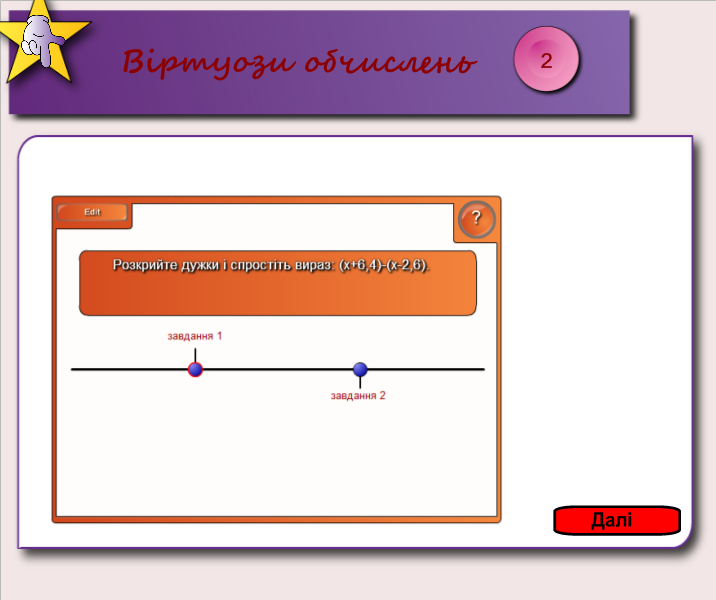 Віртуози обчислень
2
Edit
?
Розкрийте дужки і спростіть вираз: (х+6,4)-(х-2,6).
завдання 1
завдання 2
Далі